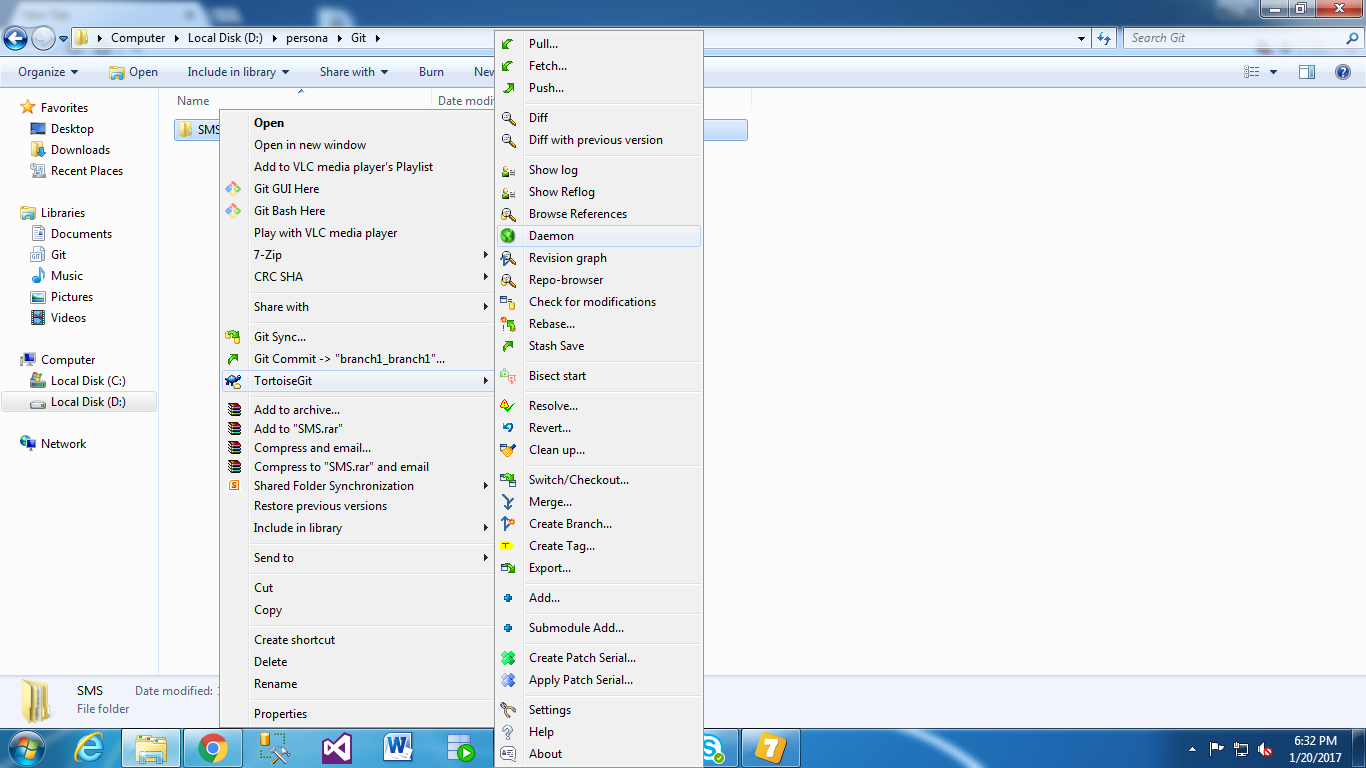 Computer
Local Disk (D:)
persona
Git
Search Git
Organize
Open
Include in library
Share with
Burn
New
Name
Date modif
Favorites
Desktop
Downloads
Recent Places
Libraries
Documents
Git
Music
Pictures
Videos
Computer
Local Disk (C:)
Local Disk (D:)
Network
SMS
Open
Open in new window
Add to VLC media player's Playlist
Git GUI Here
Git Bash Here
Play with VLC media player
7-Zip
CRC SHA
Share with
Git Sync...
Git Commit -> "branch1_branch1"...
TortoiseGit
Add to archive...
Add to "SMS.rar"
Compress and email...
Compress to "SMS.rar" and email
Shared Folder Synchronization
Restore previous versions
Include in library
Send to
Cut
Copy
Create shortcut
Delete
Rename
Properties
Pull...
Fetch...
Push...
Diff
Diff with previous version
Show log
Show Reflog
Browse References
Daemon
Revision graph
Repo-browser
Check for modifications
Rebase...
Stash Save
Bisect start
Resolve...
Revert...
Clean up...
Switch/Checkout...
Merge...
Create Branch...
Create Tag...
Export...
Add...
Submodule Add...
Create Patch Serial...
Apply Patch Serial...
Settings
Help
About
SMS
Date modified:
File folder
6:32 PM
1/20/2017